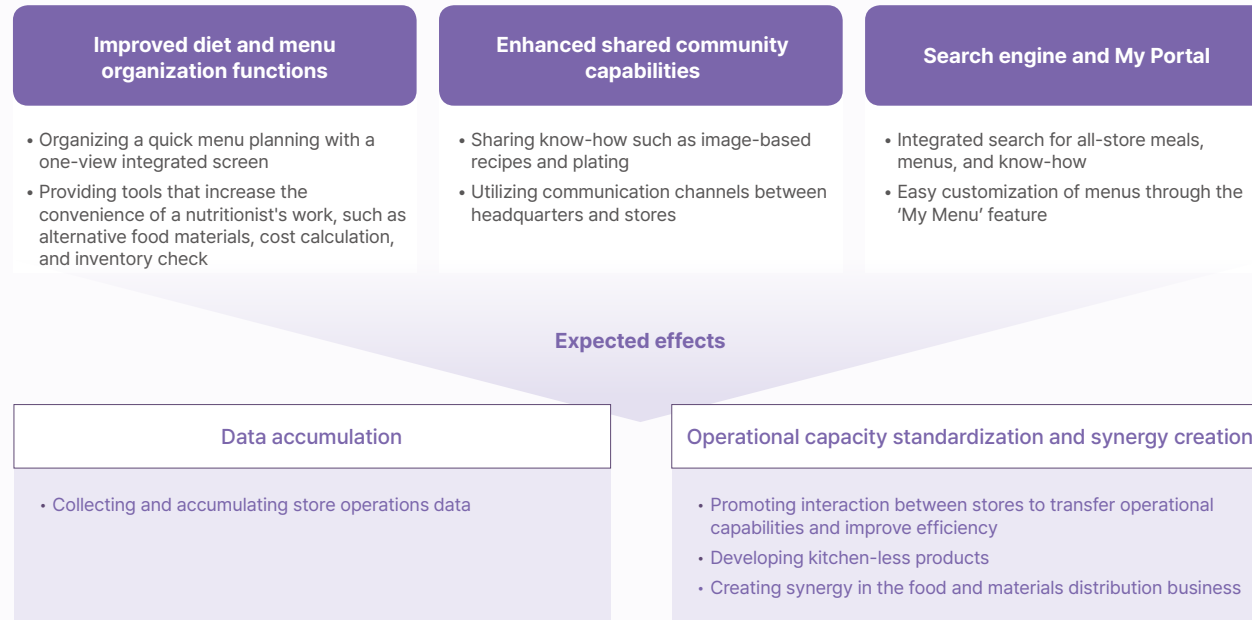 Improved diet and menu
organization functions
• Organizing a quick menu planning with a
one-view integrated screen
• Providing tools that increase the
convenience of a nutritionist's work, such as
alternative food materials, cost calculation,
and inventory check
Enhanced shared community
capabilities
• Sharing know-how such as image-based
recipes and plating
• Utilizing communication channels between
headquarters and stores
Search engine and My Portal
• Integrated search for all-store meals,
menus, and know-how
• Easy customization of menus through the
‘My Menu’ feature
Expected effects
Data accumulation
• Collecting and accumulating store operations data
Operational capacity standardization and synergy creation
• Promoting interaction between stores to transfer operational
capabilities and improve efficiency
• Developing kitchen-less products
• Creating synergy in the food and materials distribution business